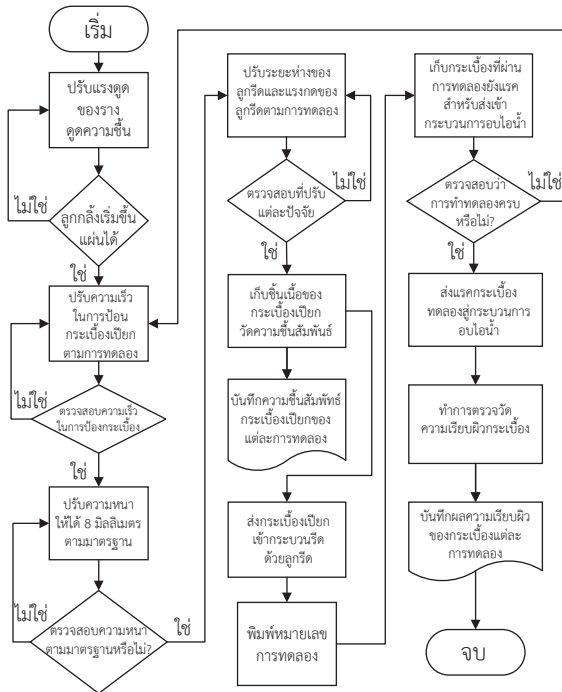 เริ่ม
ปรับแรงดูด
ของราง
ดูดความชื้น
ไม่ใช่
ลูกกลิ้งเริ่มขึ้น
แผ่นได้
ใช่
ปรับความเร็ว
ในการป้อน
กระเบื้องเปียก
ตามการทดลอง
ไม่ใช่
ตรวจสอบความเร็ว
ในการป้องกระเบื้อง
ใช่
ปรับความหนา
ให้ได้ 8 มิลลิเมตร
ตามมาตรฐาน
ไม่ใช่
ตรวจสอบความหนา
ตามมาตรฐานหรือไม่?
ใช่
ปรับระยะห่างของ
ลูกรีดและแรงกดของ
ลูกรีดตามการทดลอง
ไม่ใช่
ตรวจสอบที่ปรับ
แต่ละปัจจัย
ใช่
เก็บชิ้นเนื้อของ
กระเบื้องเปียก
วัดความชื้นสัมพันธ์
บันทึกความชื้นสัมพัทธ์
กระเบื้องเปียกของ
แต่ละการทดลอง
ส่งกระเบื้องเปียก
เข้ากระบวนรีด
ด้วยลูกรีด
พิมพ์หมายเลข
การทดลอง
เก็บกระเบื้องที่ผ่าน
การทดลองยังแรค
สำหรับส่งเข้า
กระบวนการอบไอน้ำ
ไม่ใช่
ตรวจสอบว่า
การทำทดลองครบ
หรือไม่?
ใช่
ส่งแรคกระเบื้อง
ทดลองสู่กระบวนการ
อบไอน้ำ
ทำการตรวจวัด
ความเรียบผิวกระเบื้อง
บันทึกผลความเรียบผิว
ของกระเบื้องแต่ละ
การทดลอง
จบ